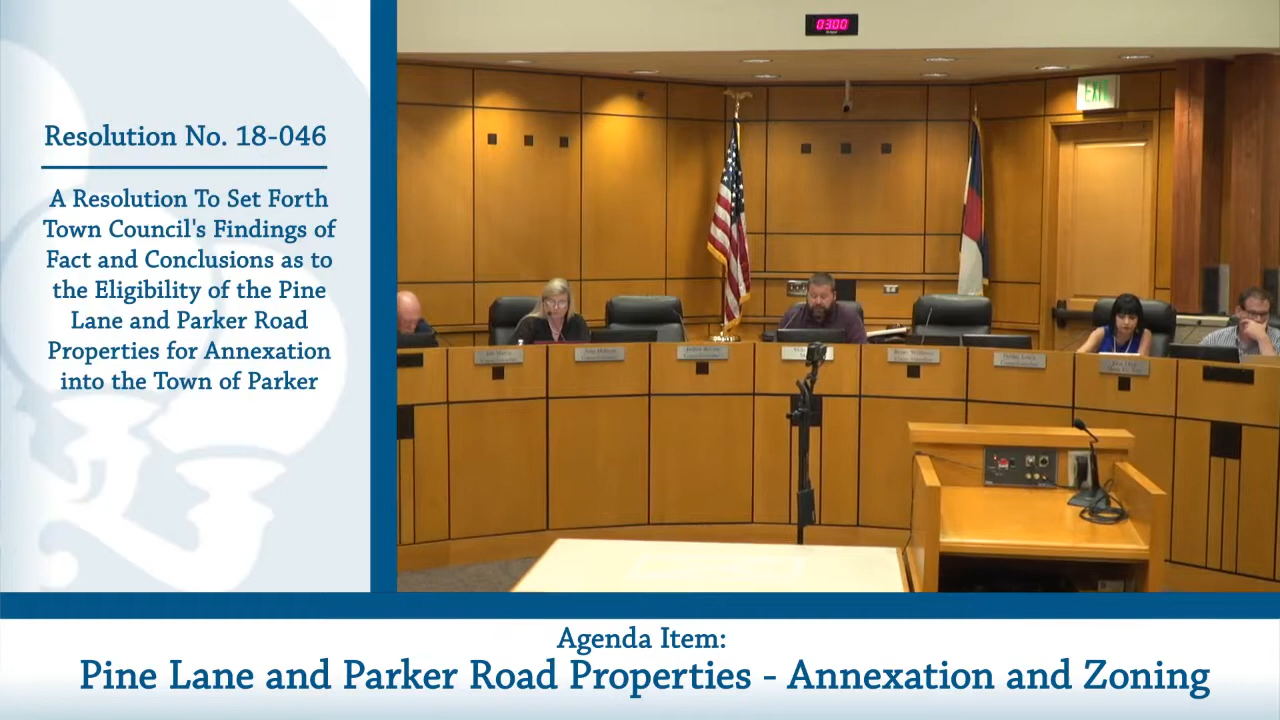 Resolution No. 18-046
A Resolution To Set Forth
Town Council's Findings of
Fact and Conclusions as to
the Eligibility of the Pine
Lane and Parker Road
Properties for Annexation
into the Town of Parker
03:00
EXIT
Agenda Item:
Pine Lane and Parker Road Properties - Annexation and Zoning